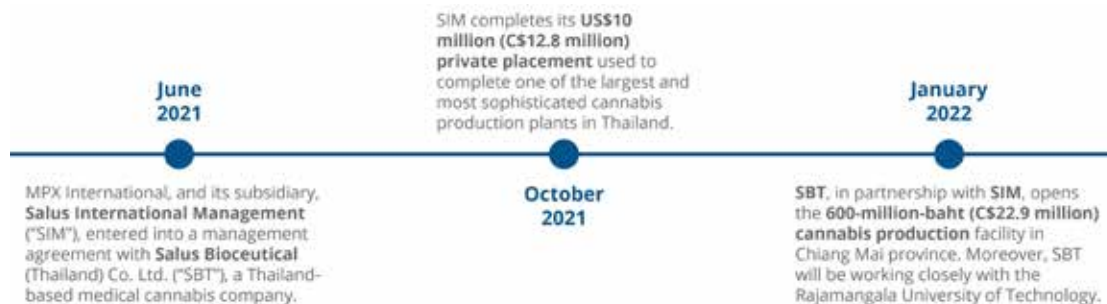 June
2021
MPX International, and its subsidiary,
Salus International Management
("SIM"), entered into a management
agreement with Salus Bioceutical
(Thailand) Co. Ltd. ("SBT"), a Thailand-
based medical cannabis company.
SIM completes its US$10
million (C$12.8 million)
private placement used to
complete one of the largest and
most sophisticated cannabis
production plants in Thailand.
October
2021
January
2022
SBT, in partnership with SIM, opens
the 600-million-baht (C$22.9 million)
cannabis production facility in
Chiang Mai province. Moreover, SBT
will be working closely with the
Rajamangala University of Technology.